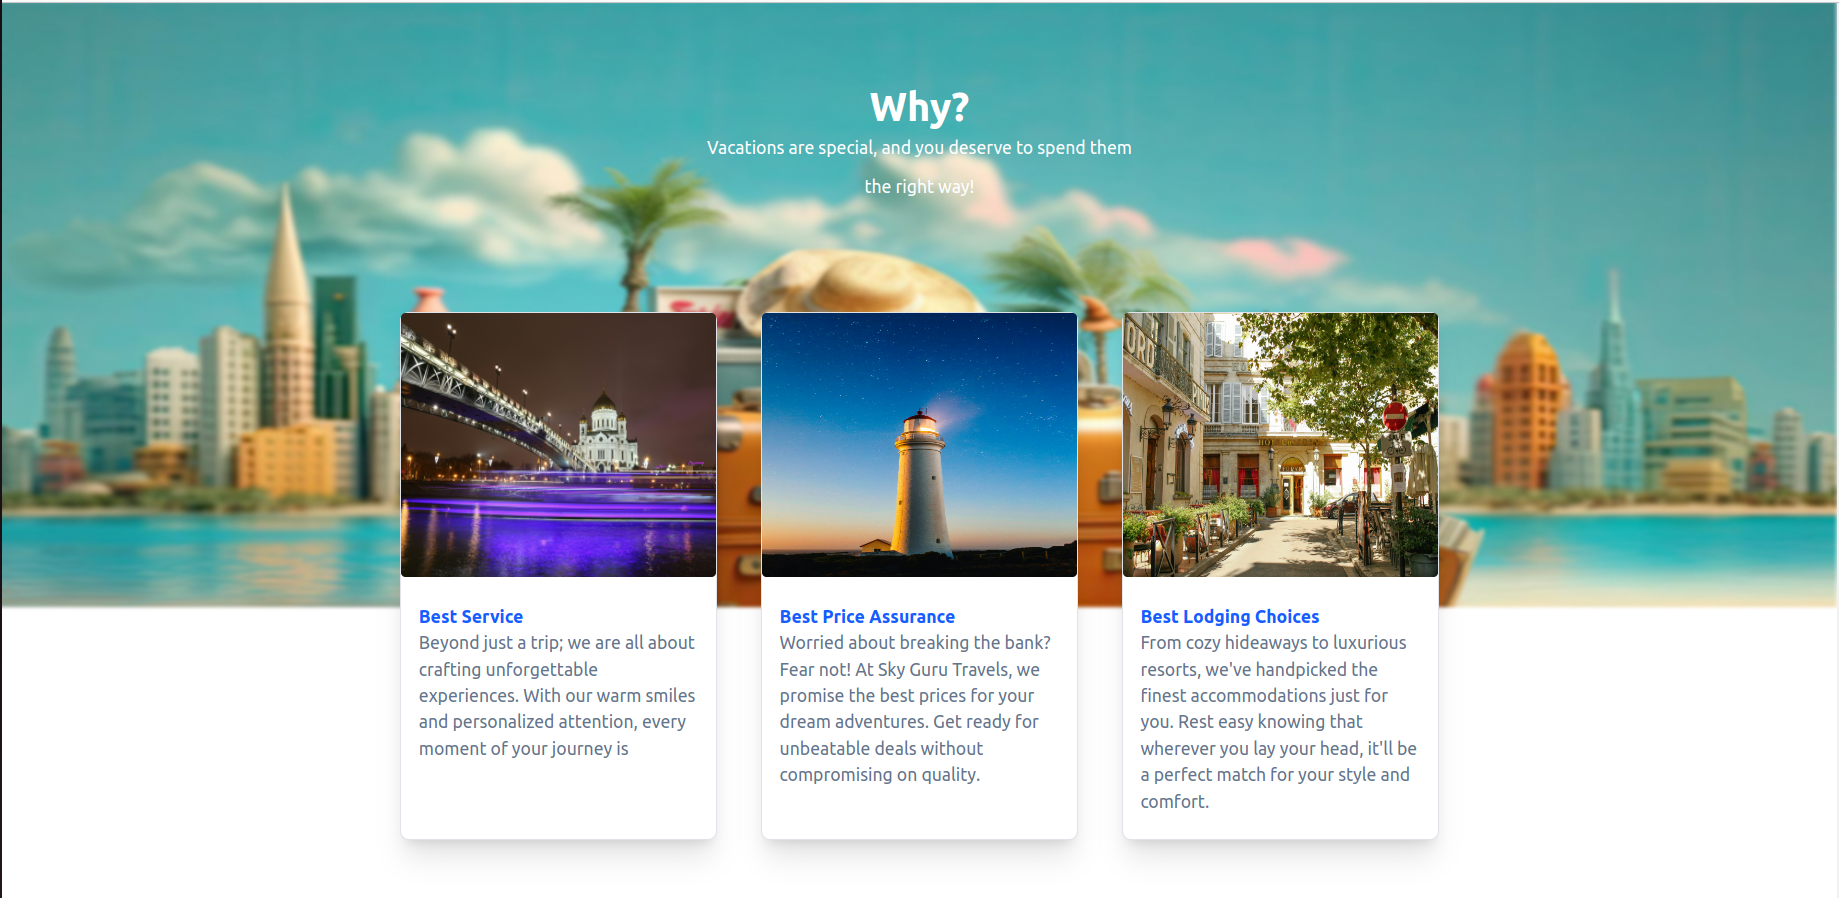 Why?
Vacations are special, and you deserve to spend them
the right way!
Best Service
Beyond just a trip; we are all about
crafting unforgettable
experiences. With our warm smiles
and personalized attention, every
moment of your journey is
Best Price Assurance
Worried about breaking the bank?
Fear not! At Sky Guru Travels, we
promise the best prices for your
dream adventures. Get ready for
unbeatable deals without
compromising on quality.
Best Lodging Choices
From cozy hideaways to luxurious
resorts, we've handpicked the
finest accommodations just for
you. Rest easy knowing that
wherever you lay your head, it'll be
a perfect match for your style and
comfort.